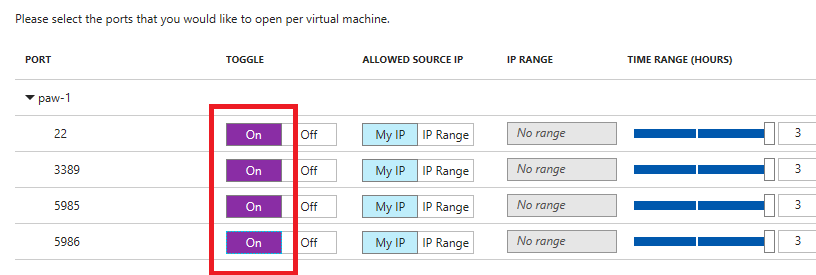 Please select the ports that you would like to open per virtual machine.
PORT TOGGLE ALLOWED SOURCE IP IP RANGE TIME RANGE (HOURS)
paw-1
22 On Off My IP IP Range No range 3
3389 On Off My IP IP Range No range 3
5985 On Off My IP IP Range No range 3
5986 On Off My IP IP Range No range 3